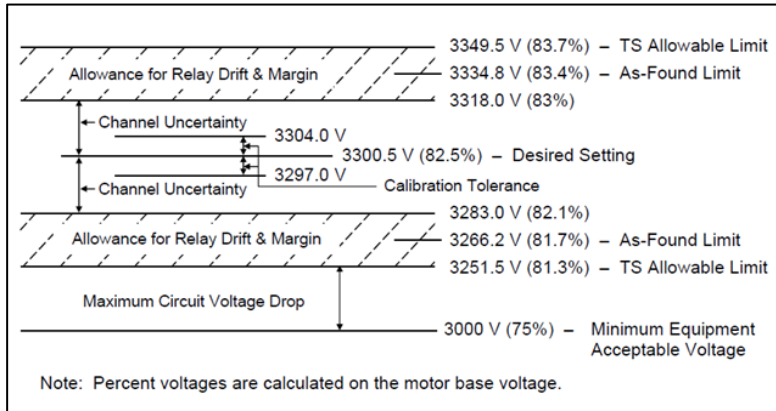 3349.5 V (83.7%) – TS Allowable Limit
Allowance for Relay Drift & Margin
3334.8 V (83.4%) – As-Found Limit
3318.0 V (83%)
Channel Uncertainty
3304.0 V
3300.5 V (82.5%) – Desired Setting
3297.0 V
Channel Uncertainty
Calibration Tolerance
3283.0 V (82.1%)
Allowance for Relay Drift & Margin
3266.2 V (81.7%) – As-Found Limit
3251.5 V (81.3%) – TS Allowable Limit
Maximum Circuit Voltage Drop
3000 V (75%) – Minimum Equipment
Acceptable Voltage
Note: Percent voltages are calculated on the motor base voltage.